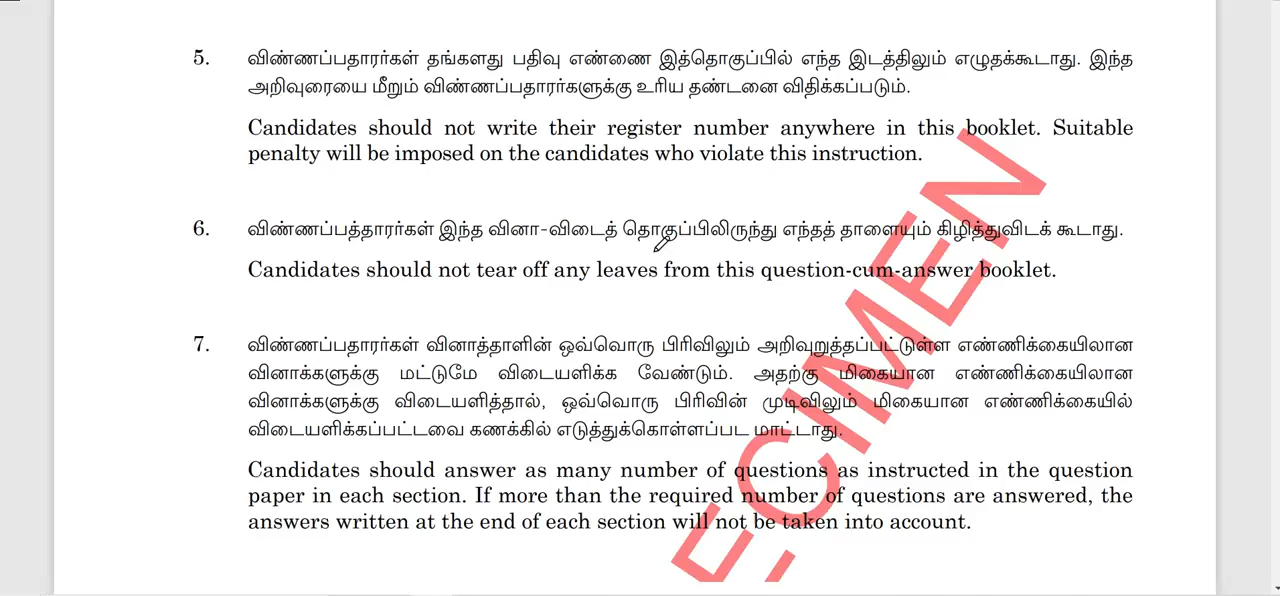 5. விண்ணப்பதாரர்கள் தங்களது பதிவு எண்ணை இத்தொகுப்பில் எந்த இடத்திலும் எழுதக்கூடாது. இந்த
அறிவுரையை மீறும் விண்ணப்பதாரர்களுக்கு உரிய தண்டனை விதிக்கப்படும்.
Candidates should not write their register number anywhere in this booklet. Suitable
penalty will be imposed on the candidates who violate this instruction.
6. விண்ணப்பத்தாரர்கள் இந்த வினா-விடைத் தொகுப்பிலிருந்து எந்தத் தாளையும் கிழித்துவிடக் கூடாது.
Candidates should not tear off any leaves from this question-cum-answer booklet.
7. விண்ணப்பதாரர்கள் வினாத்தாளின் ஒவ்வொரு பிரிவிலும் அறிவுறுத்தப்பட்டுள்ள எண்ணிக்கையிலான
வினாக்களுக்கு மட்டுமே விடையளிக்க வேண்டும். அதற்கு மிகையான எண்ணிக்கையிலான
வினாக்களுக்கு விடையளித்தால், ஒவ்வொரு பிரிவின் முடிவிலும் மிகையான எண்ணிக்கையில்
விடையளிக்கப்பட்டவை கணக்கில் எடுத்துக்கொள்ளப்பட மாட்டாது.
Candidates should answer as many number of questions as instructed in the question
paper in each section. If more than the required number of questions are answered, the
answers written at the end of each section will not be taken into account.
ECIMEN